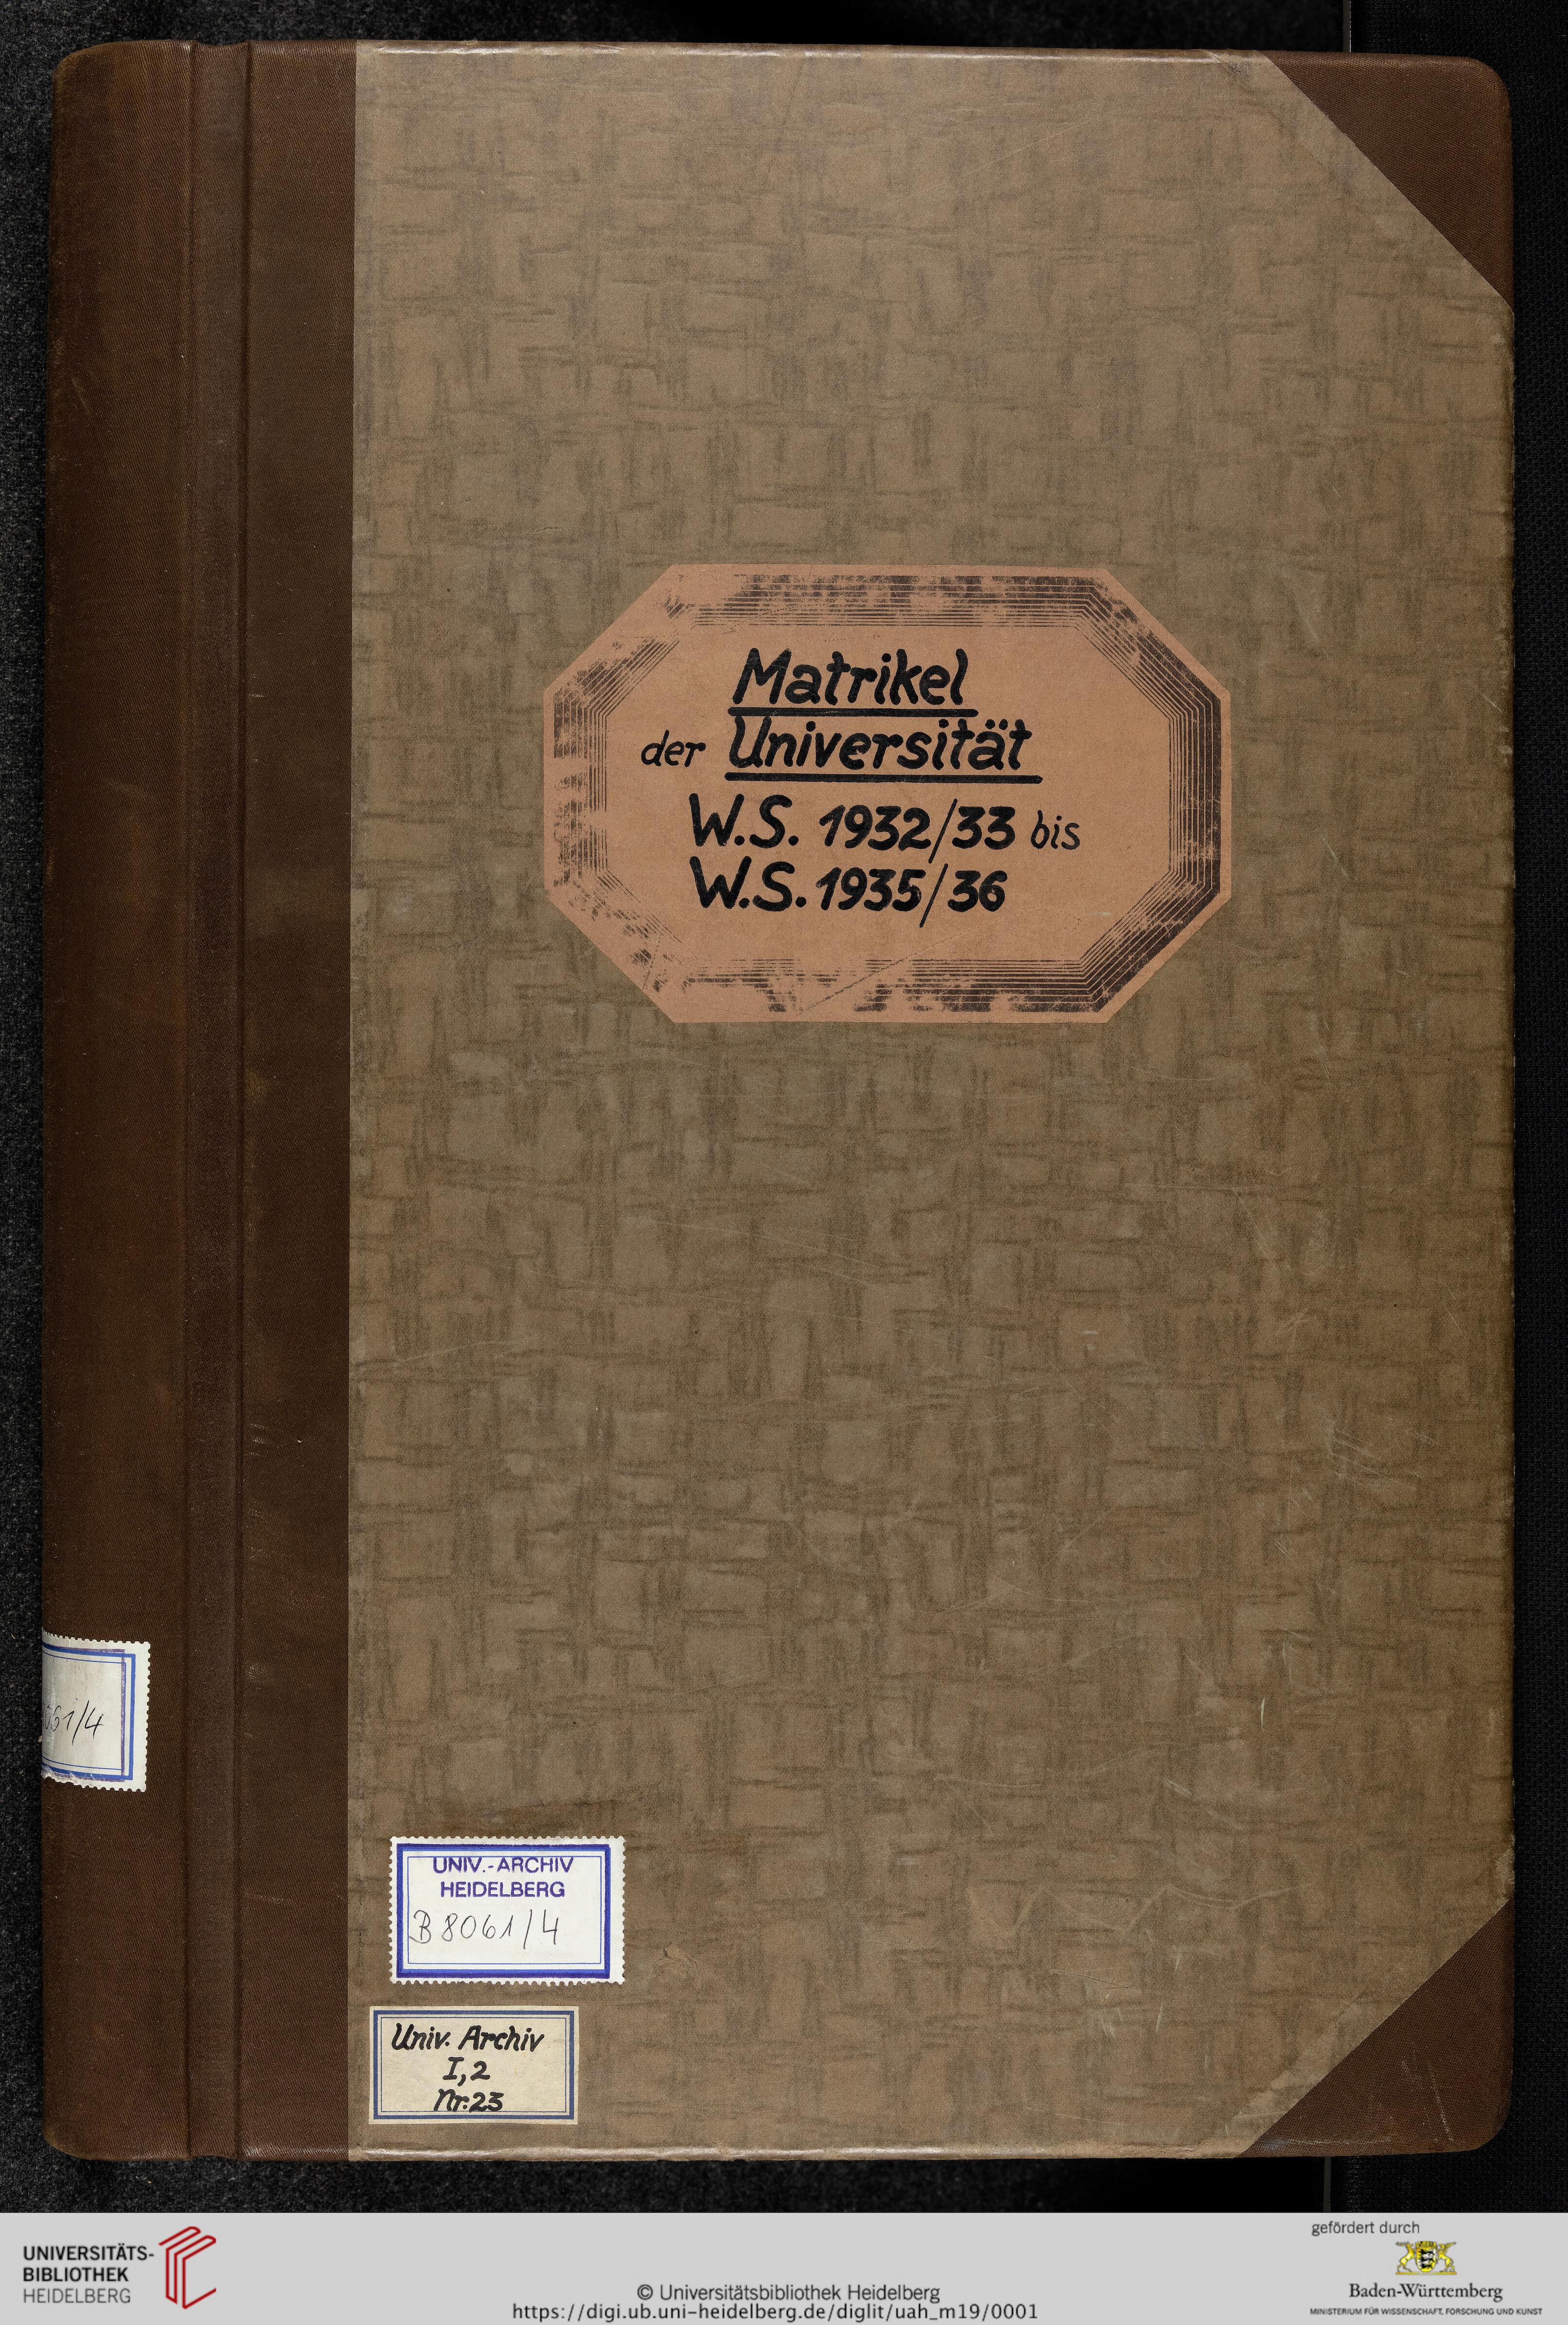 Matrikel
der Universität
W.S. 1932/33 bis
W.S. 1935/36
061/4
UNIV.-ARCHIV
HEIDELBERG
B 8061/4
Univ. Archiv
I,2
Nr.23
UNIVERSITÄTS-
BIBLIOTHEK
HEIDELBERG
© Universitätsbibliothek Heidelberg
https://digi.ub.uni-heidelberg.de/diglit/uah_m19/0001
gefördert durch
Baden-Württemberg
MINISTERIUM FÜR WISSENSCHAFT, FORSCHUNG UND KUNST